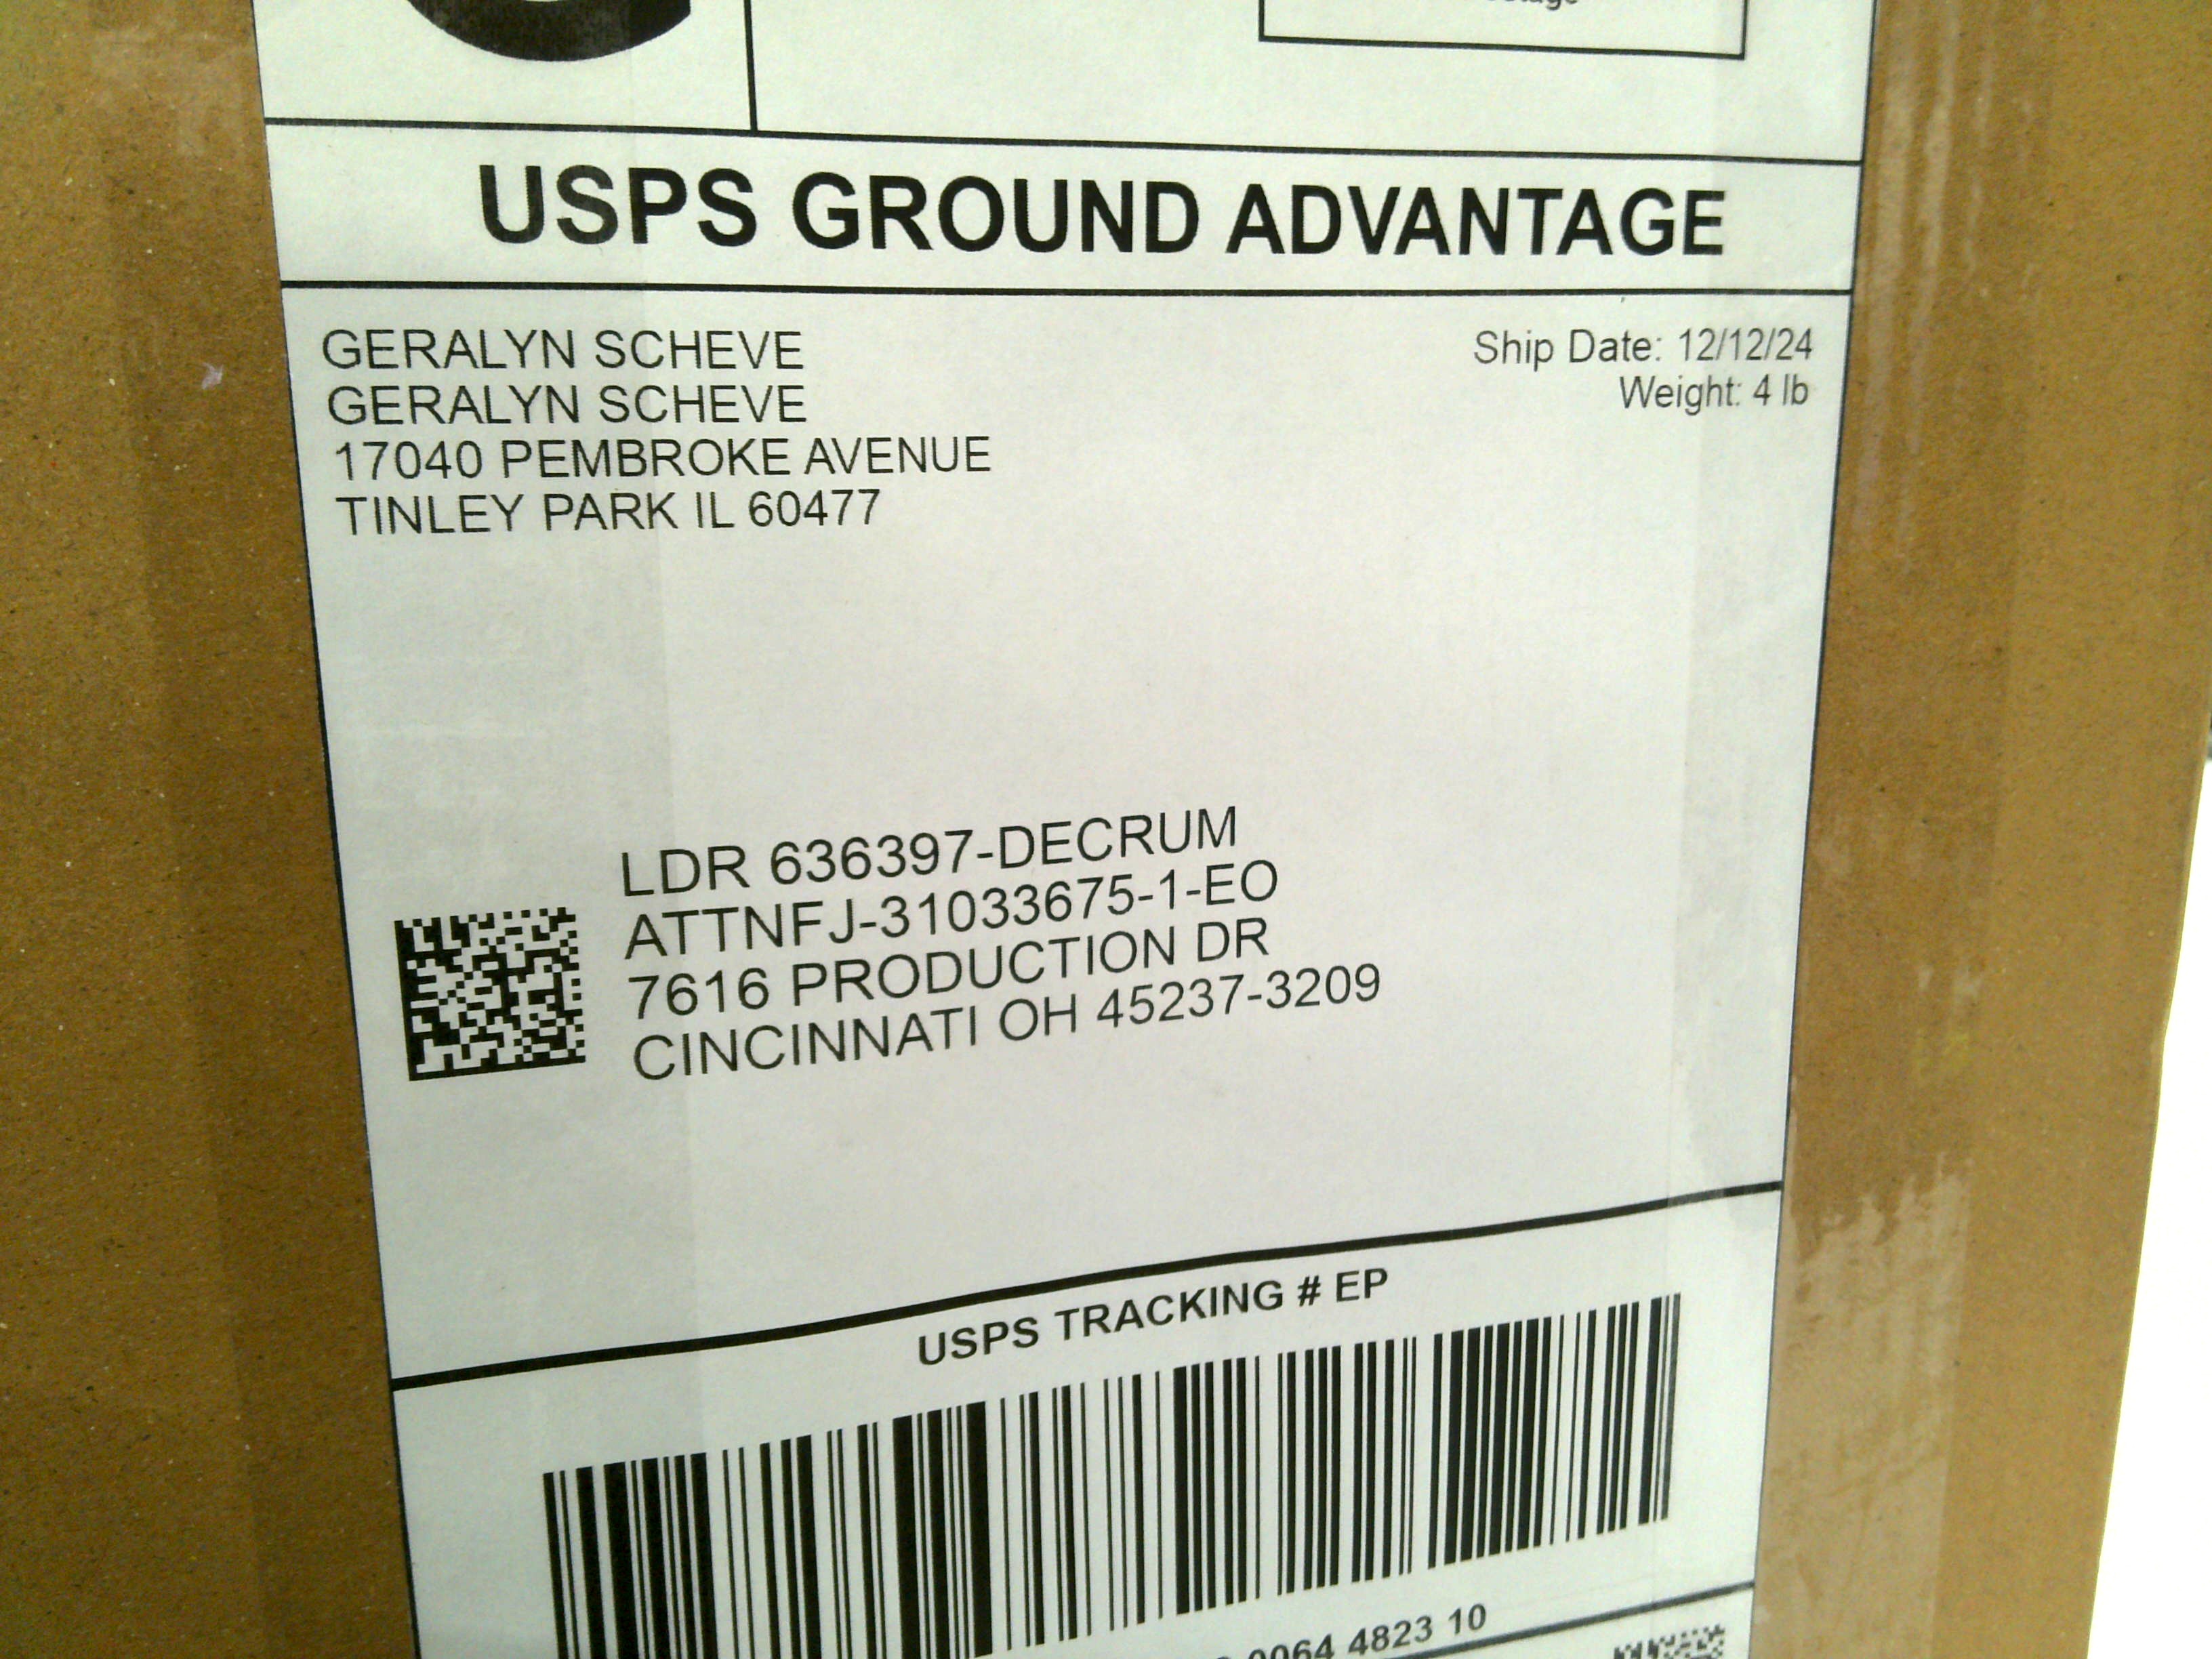 USPS GROUND ADVANTAGE
GERALYN SCHEVE
GERALYN SCHEVE
17040 PEMBROKE AVENUE
TINLEY PARK IL 60477
Ship Date: 12/12/24
Weight: 4 lb
LDR 636397-DECRUM
ATTNFJ-31033675-1-EO
7616 PRODUCTION DR
CINCINNATI OH 45237-3209
USPS TRACKING # EP
0064 4823 10